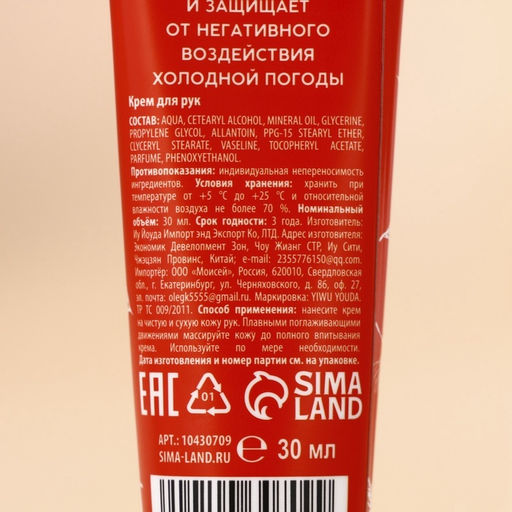 И ЗАЩИЩАЕТ
ОТ НЕГАТИВНОГО
ВОЗДЕЙСТВИЯ
ХОЛОДНОЙ ПОГОДЫ
Крем для рук
СОСТАВ: AQUA, CETEARYL ALCOHOL, MINERAL OIL, GLYCERINE,
PROPYLENE GLYCOL, ALLANTOIN, PPG-15 STEARYL ETHER,
GLYCERYL STEARATE, VASELINE, TOCOPHERYL ACETATE,
PARFUME, PHENOXYETHANOL.
Противопоказания: индивидуальная непереносимость
ингредиентов. Условия хранения: хранить при
температуре от +5 °C до +25 °C и относительной
влажности воздуха не более 70 %. Номинальный
объём: 30 мл. Срок годности: 3 года. Изготовитель:
Иу Йоуда Импорт энд Экспорт Ко, ЛТД. Адрес изготовителя:
Экономик Девелопмент Зон, Чоу Жианг СТР, Иу Сити,
Чжэцзян Провинс, Китай; e-mail: 2355776150@qq.com.
Импортёр: ООО «Моисей», Россия, 620010, Свердловская
обл., г. Екатеринбург, ул. Черняховского, д. 86, оф. 27,
эл. почта: olegk5555@gmail.ru. Маркировка: YIWU YOUDA.
ТР ТС 009/2011. Способ применения: нанесите крем
на чистую и сухую кожу рук. Плавными поглаживающими
движениями массируйте кожу до полного впитывания
крема. Используйте по мере необходимости.
Дата изготовления и номер партии см. на упаковке.
EAC 01 SIMA
LAND
Арт.: 10430709
SIMA-LAND.RU
℮ 30 мл